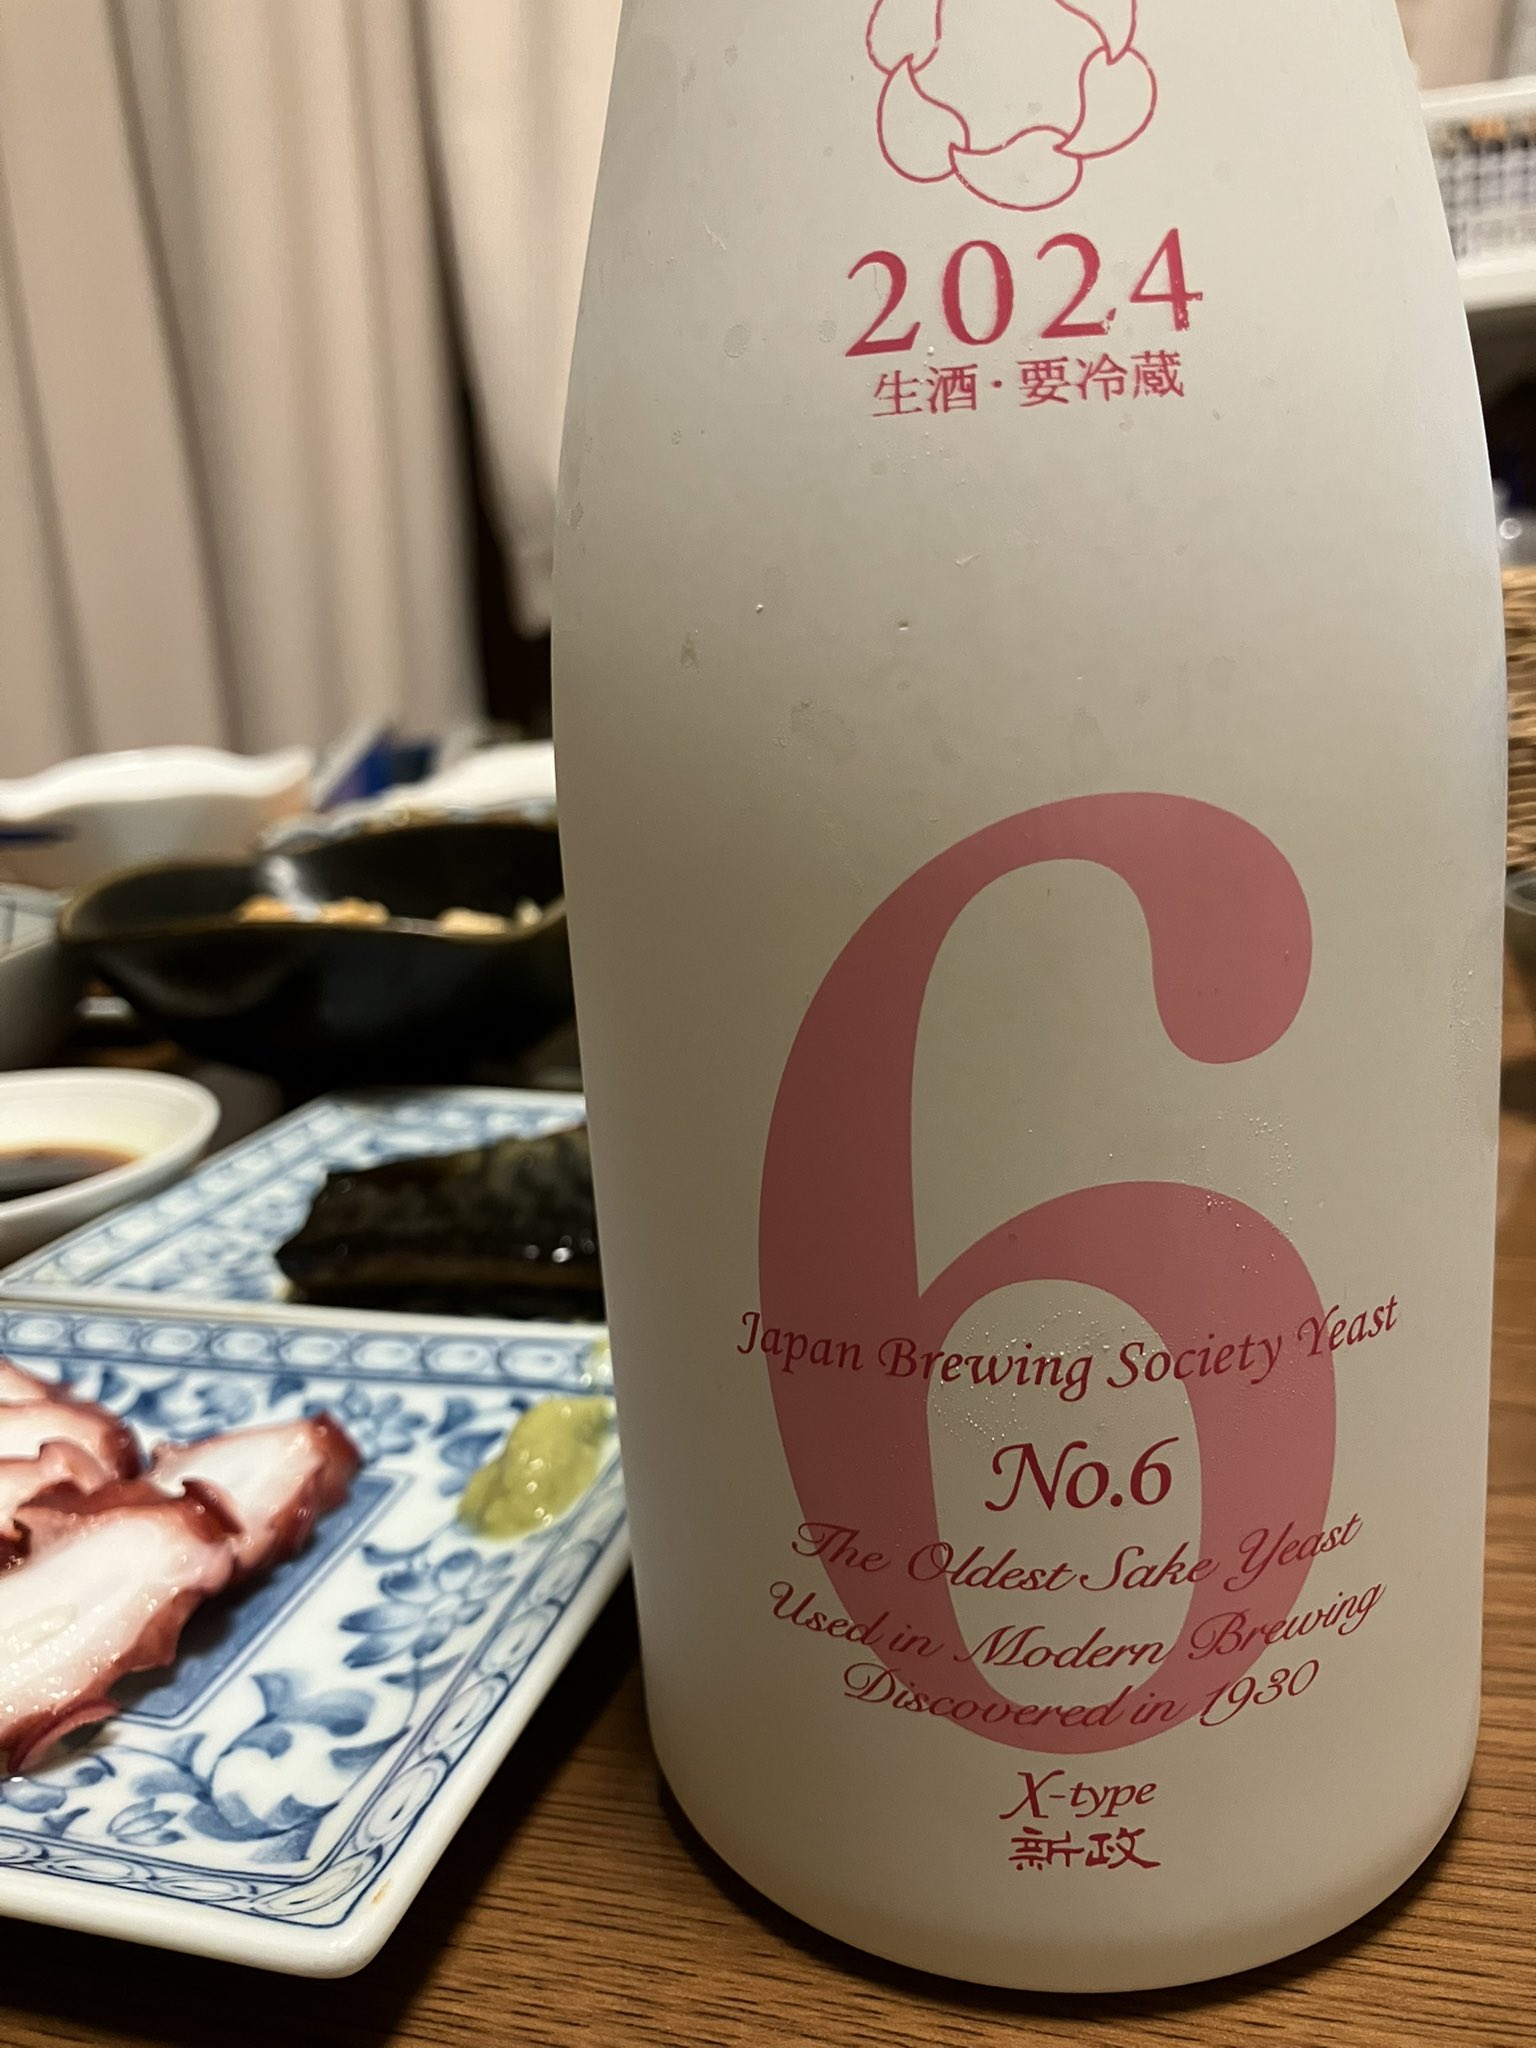 2024
生酒・要冷蔵
Japan Brewing Society Yeast
No.6
The Oldest Sake Yeast
Used in Modern Brewing
Discovered in 1930
X-type
新政
6